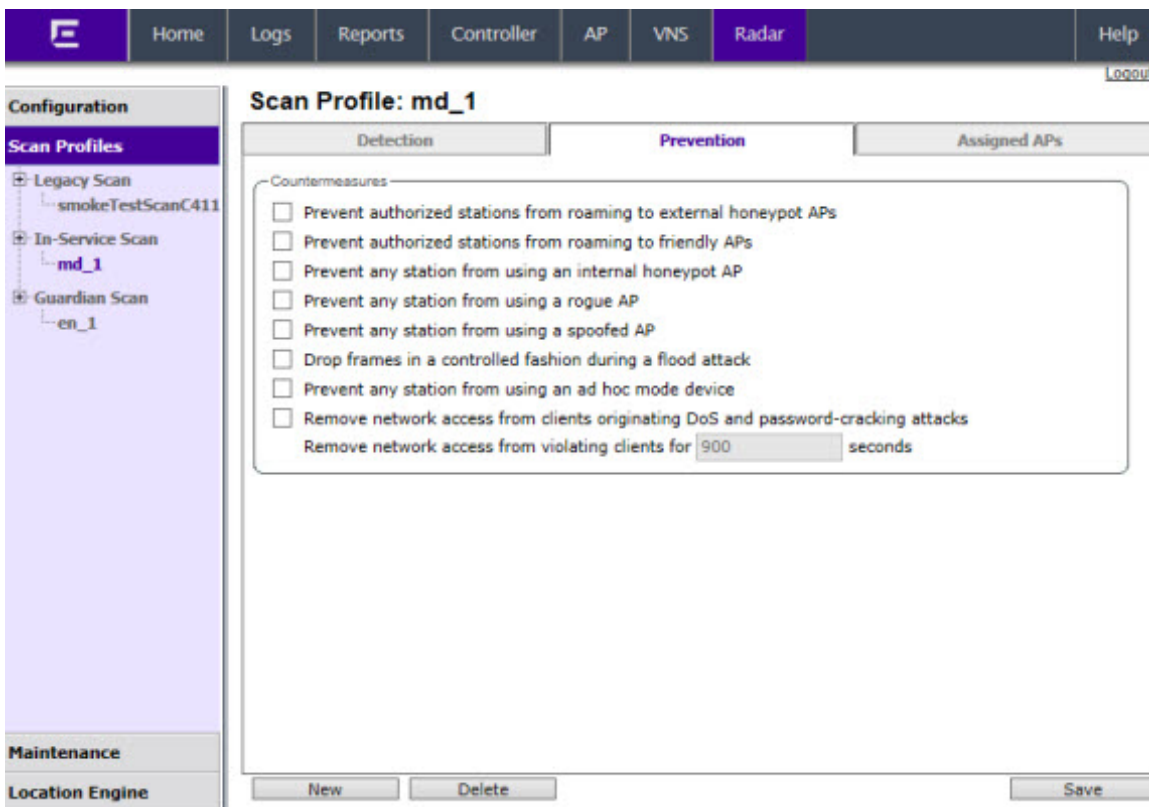 Home Logs Reports Controller AP VNS Radar Help
Logou
Configuration
Scan Profiles
Legacy Scan
smokeTestScanC411
In-Service Scan
md_1
Guardian Scan
en_1
Maintenance
Location Engine
Scan Profile: md_1
Detection Prevention Assigned APs
Countermeasures
Prevent authorized stations from roaming to external honeypot APs
Prevent authorized stations from roaming to friendly APs
Prevent any station from using an internal honeypot AP
Prevent any station from using a rogue AP
Prevent any station from using a spoofed AP
Drop frames in a controlled fashion during a flood attack
Prevent any station from using an ad hoc mode device
Remove network access from clients originating DoS and password-cracking attacks
Remove network access from violating clients for 900 seconds
New Delete Save